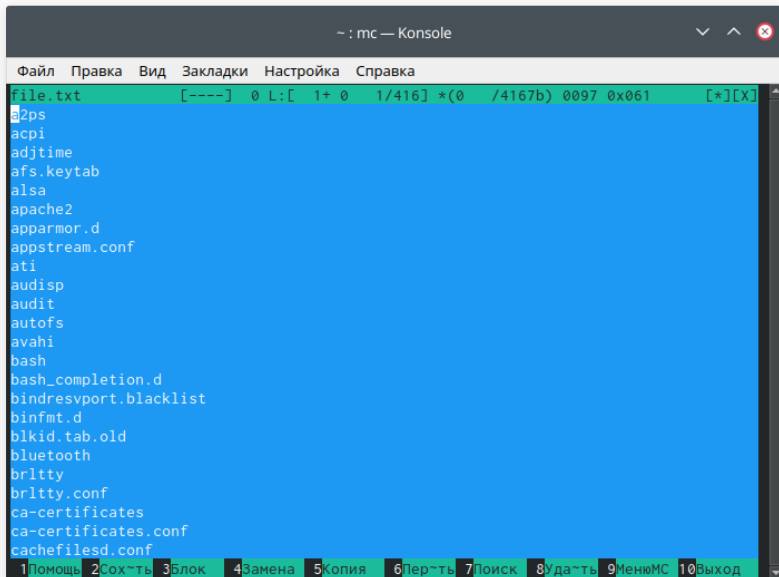 ~ : mc — Konsole
Файл Правка Вид Закладки Настройка Справка
file.txt [----] 0 L:[ 1+ 0 1/416] *(0 /4167b) 0097 0x061 [*][X]
a2ps
acpi
adjtime
afs.keytab
alsa
apache2
apparmor.d
appstream.conf
ati
audisp
audit
autofs
avahi
bash
bash_completion.d
bindresvport.blacklist
binfmt.d
blkid.tab.old
bluetooth
brltty
brltty.conf
ca-certificates
ca-certificates.conf
cachefilesd.conf
1Помощь 2Сох~ть 3Блок 4Замена 5Копия 6Пер~ть 7Поиск 8Уда~ть 9МенюМС 10Выход